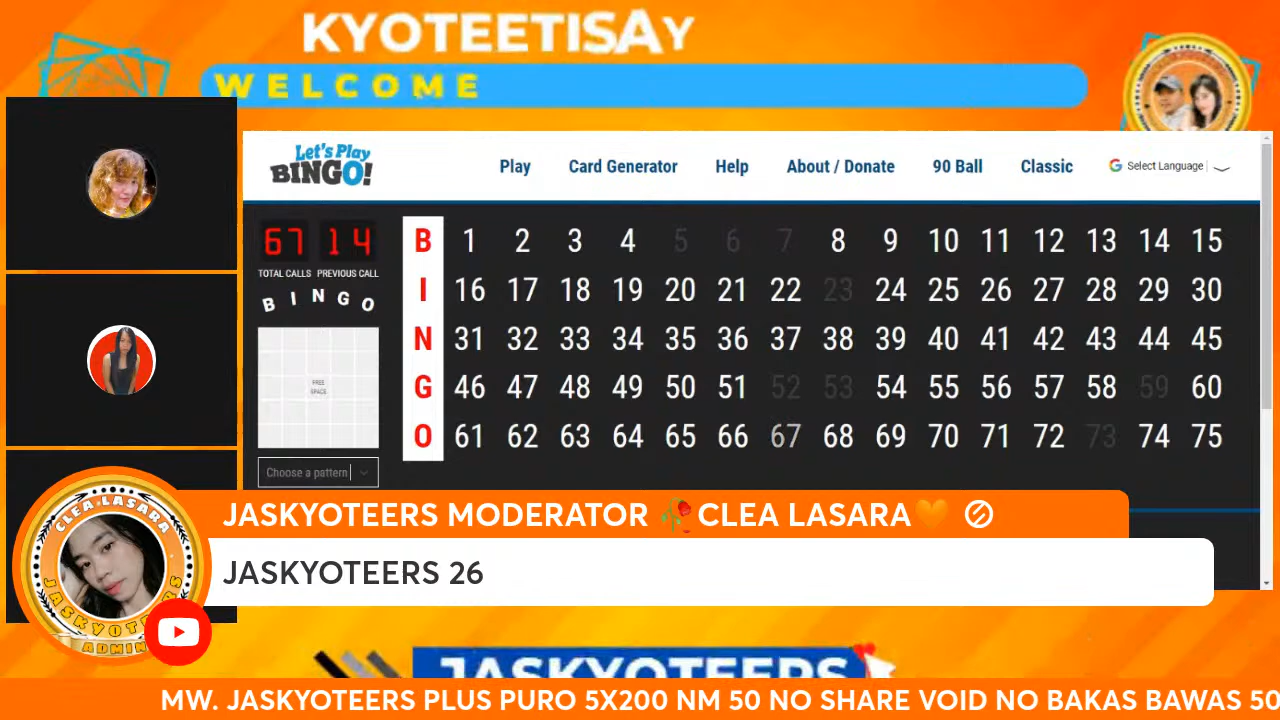 KYOTEETISAY
WELCOME
Let's Play
BINGO!
Play Card Generator Help About / Donate 90 Ball Classic Select Language
67 14
TOTAL CALLS PREVIOUS CALL
B I N G O
FREE
SPACE
Choose a pattern
B 1 2 3 4 5 6 7 8 9 10 11 12 13 14 15
I 16 17 18 19 20 21 22 23 24 25 26 27 28 29 30
N 31 32 33 34 35 36 37 38 39 40 41 42 43 44 45
G 46 47 48 49 50 51 52 53 54 55 56 57 58 59 60
O 61 62 63 64 65 66 67 68 69 70 71 72 73 74 75
JASKYOTEERS MODERATOR 🥀CLEA LASARA🧡
JASKYOTEERS 26
CLEA LASARA
JASKYOTEERS
ADMIN
JASKYOTEERS
MW. JASKYOTEERS PLUS PURO 5X200 NM 50 NO SHARE VOID NO BAKAS BAWAS 50